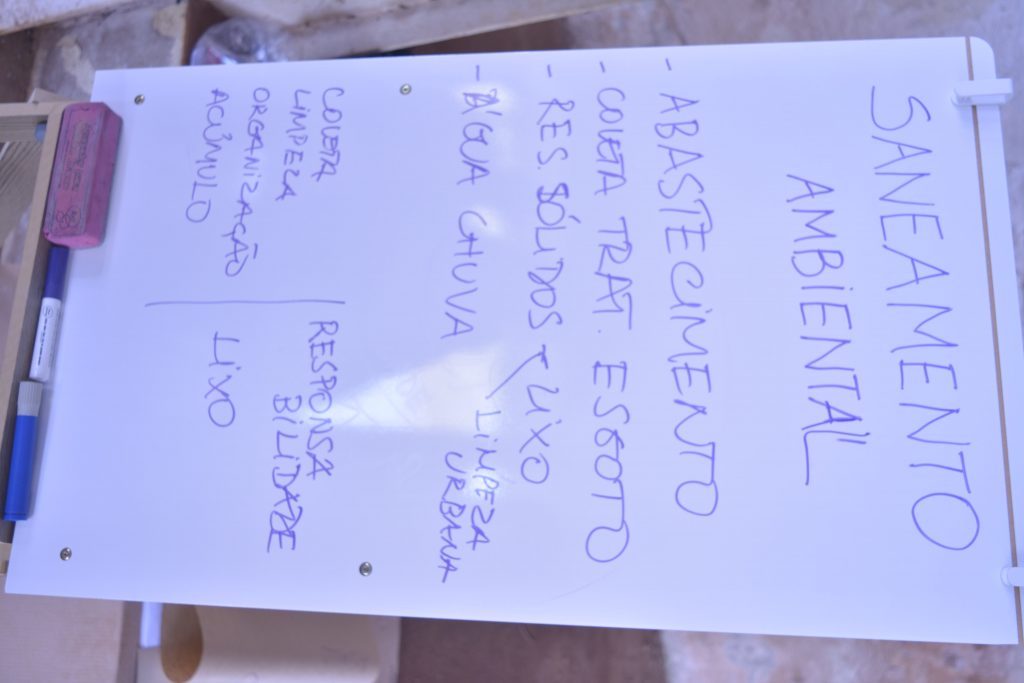 SANEAMENTO
AMBIENTAL
- ABASTECIMENTO
- COLETA TRAT. ESGOTO
- RES. SÓLIDOS LIXO
LIMPEZA
URBANA
- ÁGUA CHUVA
COLETA
LIMPEZA
ORGANIZAÇÃO
ACÚMULO
RESPONSA
BILIDADE
LIXO